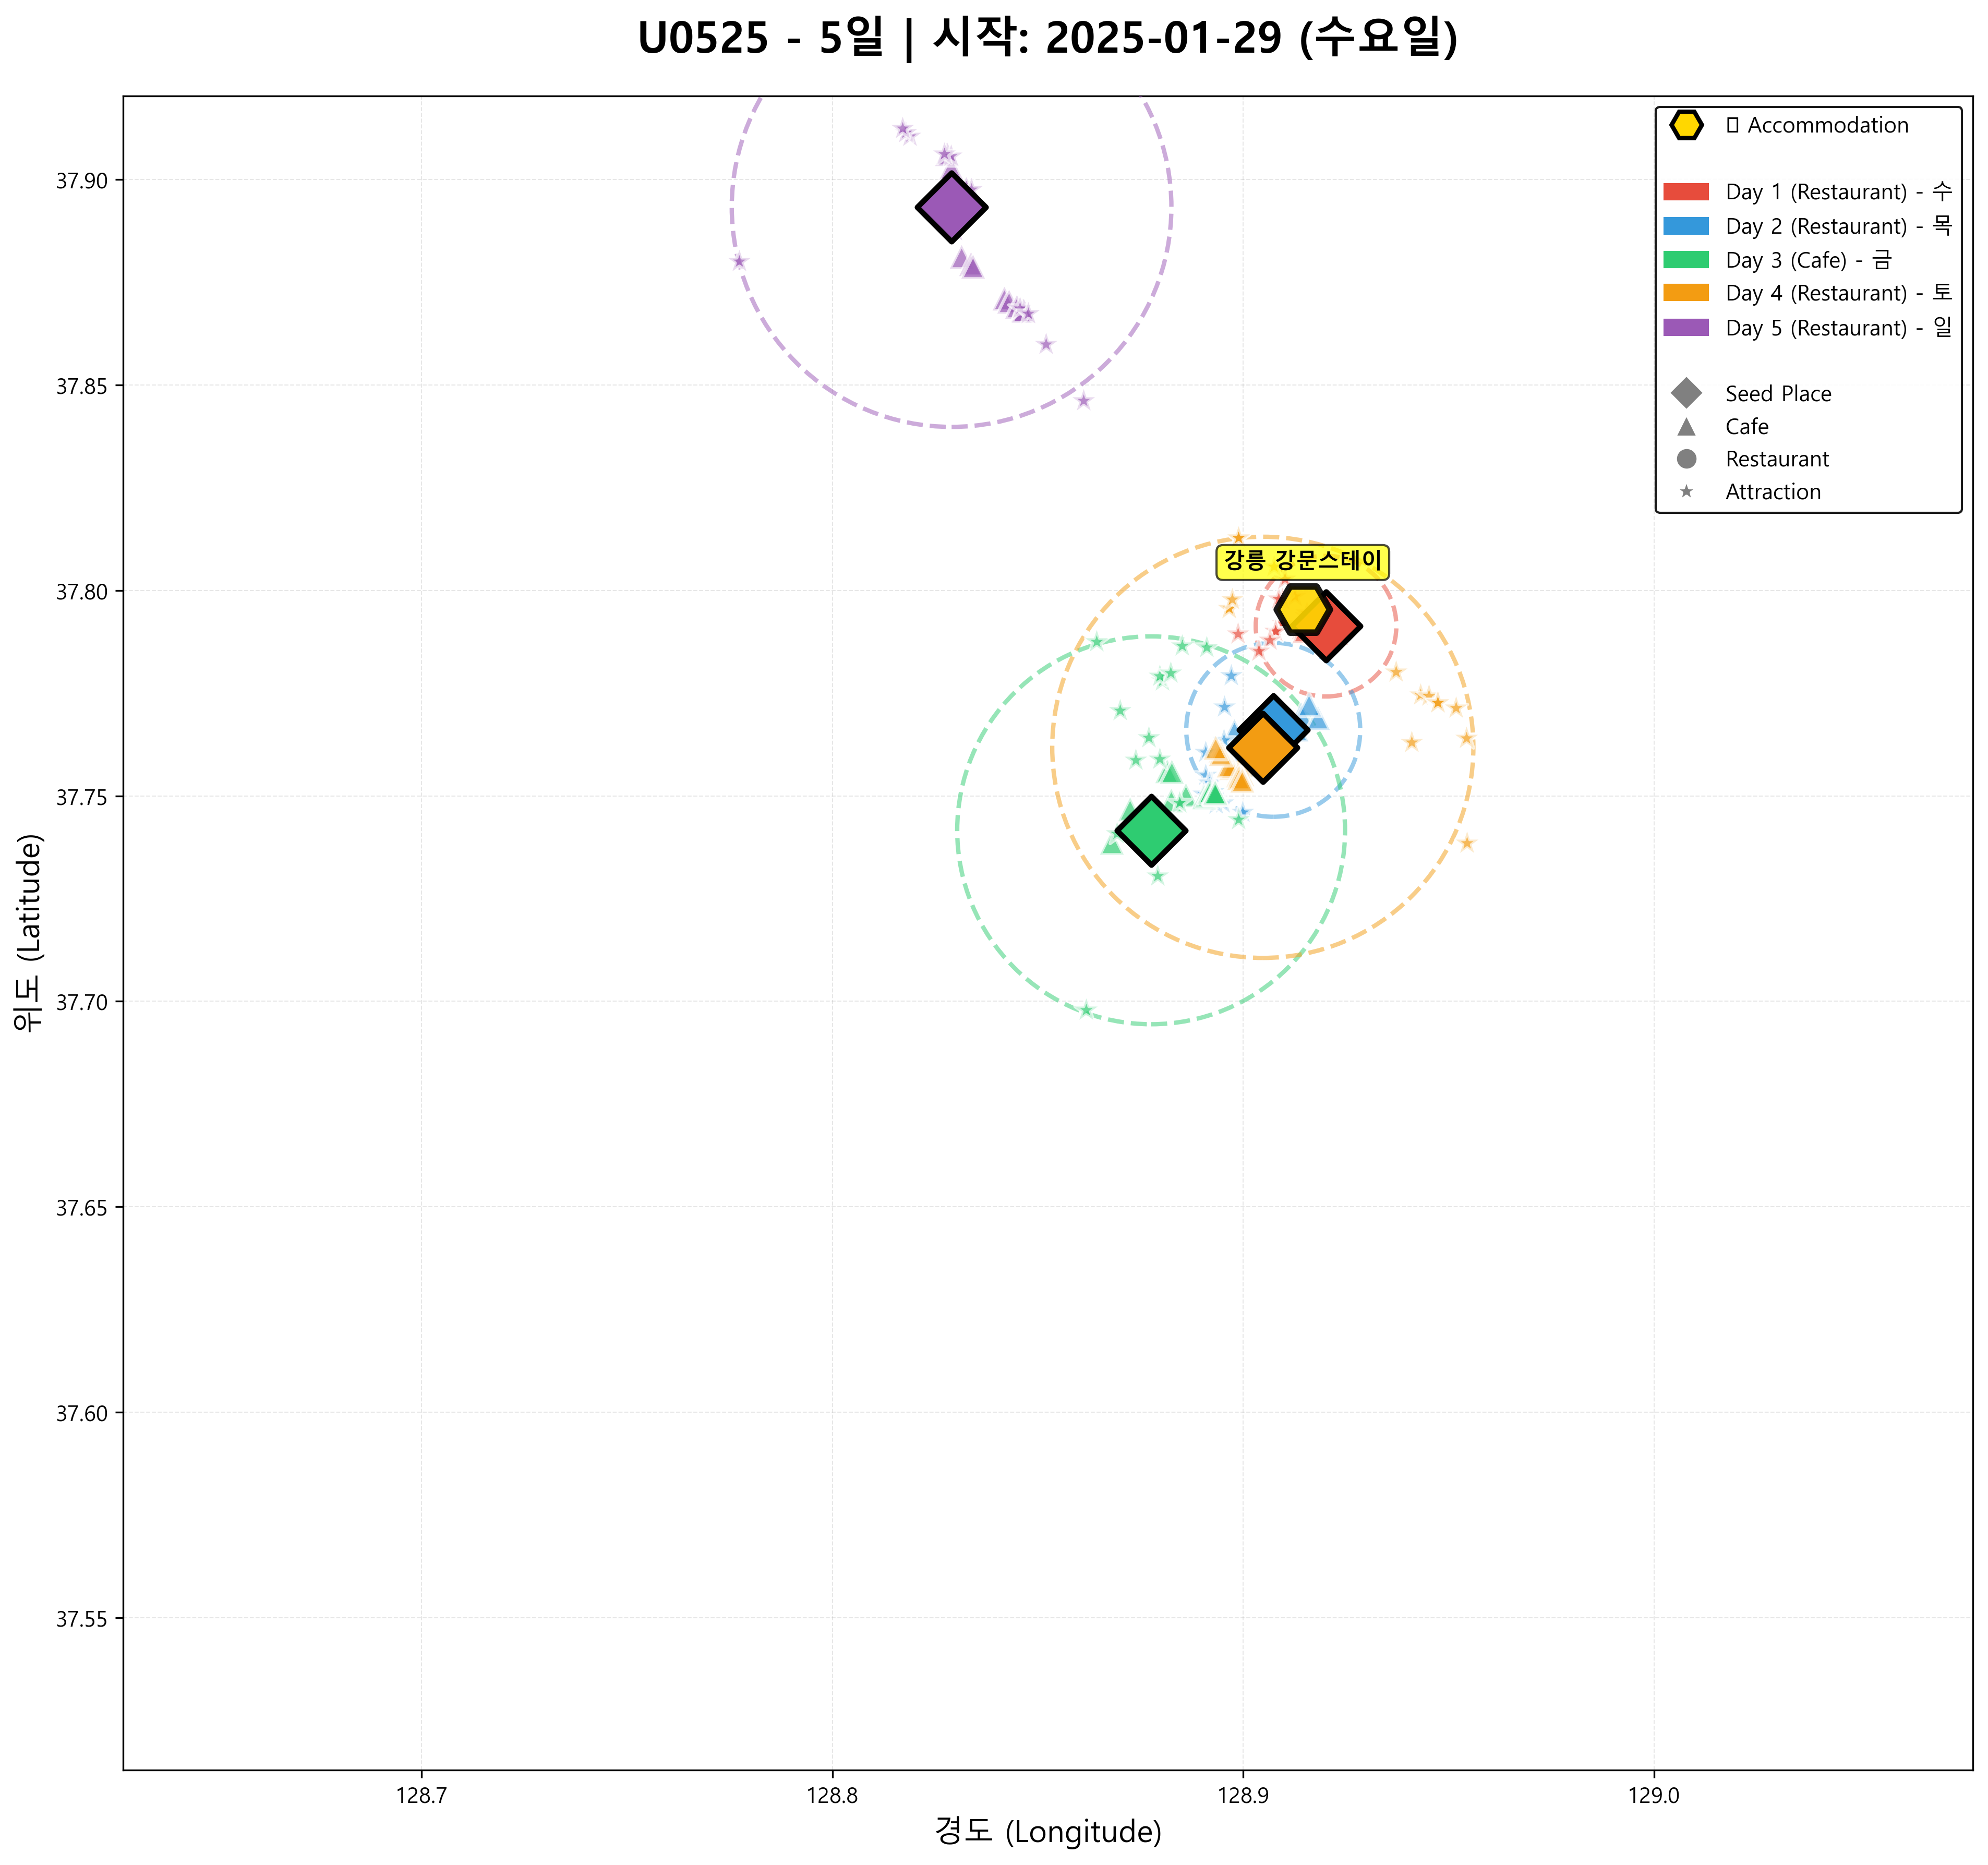 U0525 - 5일 | 시작: 2025-01-29 (수요일)
Accommodation
Day 1 (Restaurant) - 수
Day 2 (Restaurant) - 목
Day 3 (Cafe) - 금
Day 4 (Restaurant) - 토
Day 5 (Restaurant) - 일
Seed Place
Cafe
Restaurant
Attraction
강릉 강문스테이
위도 (Latitude)
37.90
37.85
37.80
37.75
37.70
37.65
37.60
37.55
128.7
128.8
128.9
129.0
경도 (Longitude)